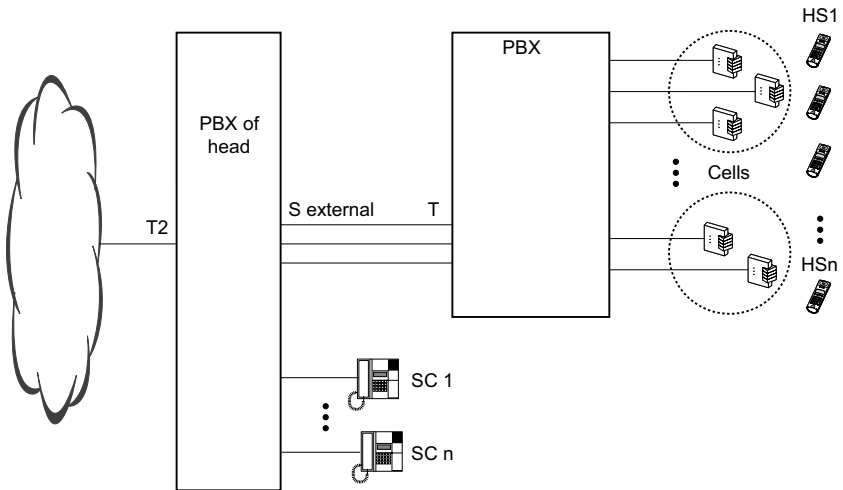 HS1
PBX
PBX of
head
Cells
S external
T
T2
HSn
SC 1
SC n